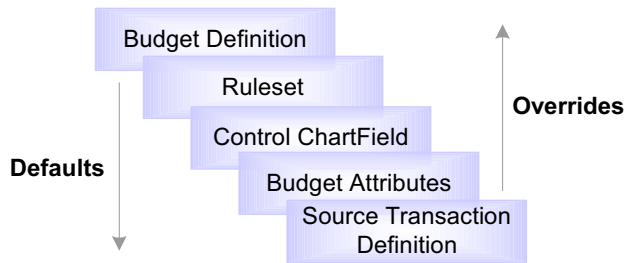 Budget Definition
Ruleset
Overrides
Control ChartField
Defaults
Budget Attributes
Source Transaction
Definition